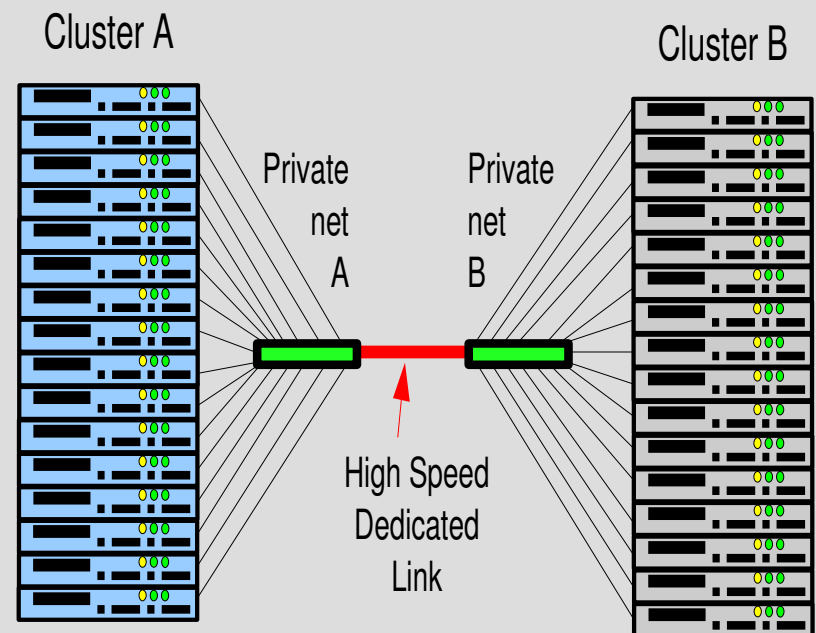 Cluster A
Cluster B
Private
net
A
Private
net
B
High Speed
Dedicated
Link